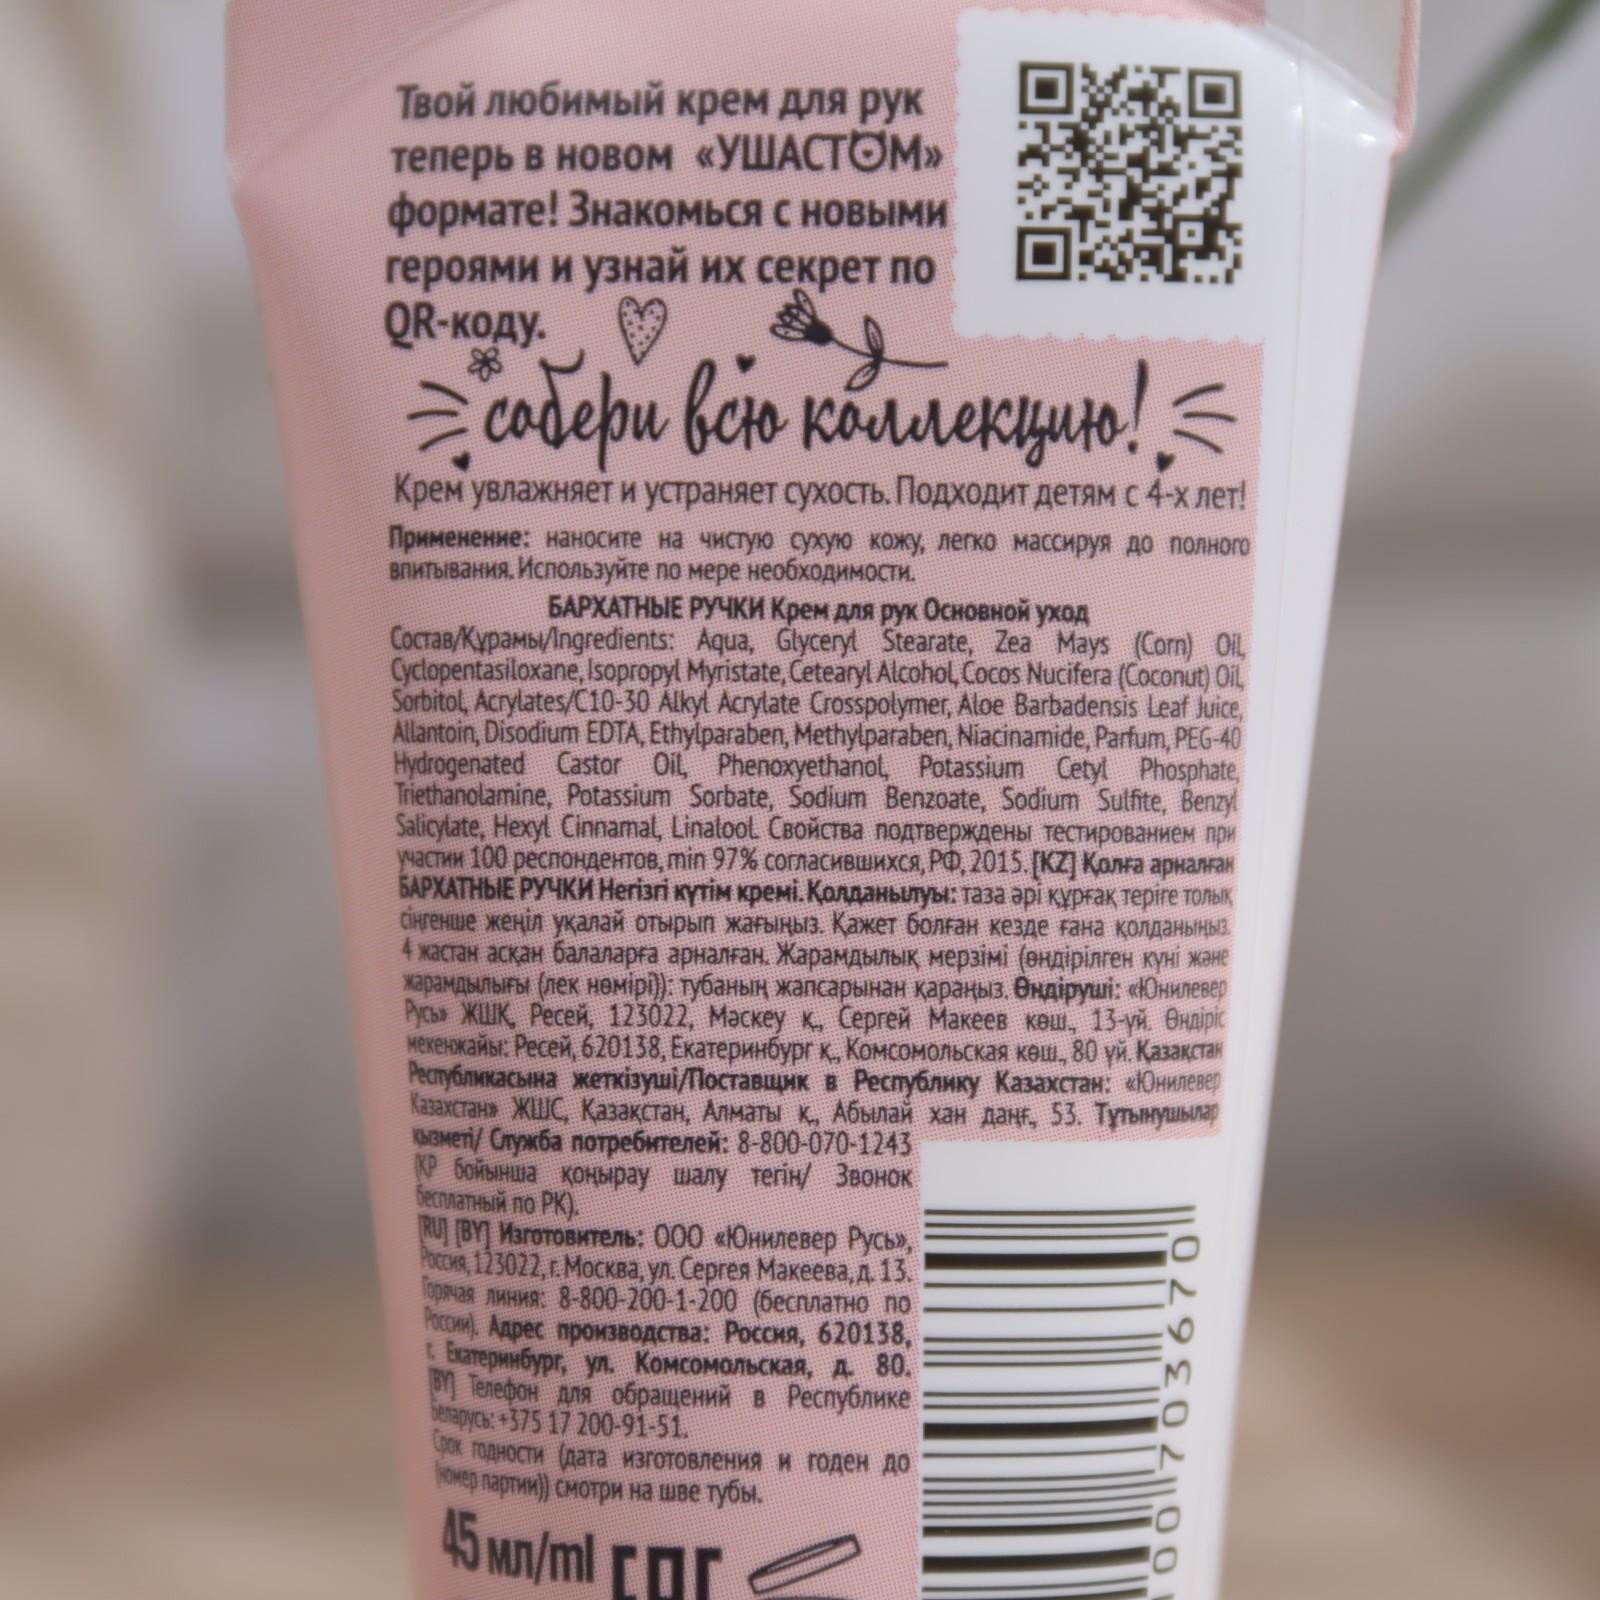 Твой любимый крем для рук
теперь в новом «УШАСТОМ»
формате! Знакомься с новыми
героями и узнай их секрет по
QR-коду.
собери всю коллекцию!
Крем увлажняет и устраняет сухость. Подходит детям с 4-х лет!
Применение: наносите на чистую сухую кожу, легко массируя до полного
впитывания. Используйте по мере необходимости.
БАРХАТНЫЕ РУЧКИ Крем для рук Основной уход
Состав/Құрамы/Ingredients: Aqua, Glyceryl Stearate, Zea Mays (Corn) Oil,
Cyclopentasiloxane, Isopropyl Myristate, Cetearyl Alcohol, Cocos Nucifera (Coconut) Oil,
Sorbitol, Acrylates/C10-30 Alkyl Acrylate Crosspolymer, Aloe Barbadensis Leaf Juice,
Allantoin, Disodium EDTA, Ethylparaben, Methylparaben, Niacinamide, Parfum, PEG-40
Hydrogenated Castor Oil, Phenoxyethanol, Potassium Cetyl Phosphate,
Triethanolamine, Potassium Sorbate, Sodium Benzoate, Sodium Sulfite, Benzyl
Salicylate, Hexyl Cinnamal, Linalool. Свойства подтверждены тестированием при
участии 100 респондентов, min 97% согласившихся, РФ, 2015. [KZ] Қолға арналған
БАРХАТНЫЕ РУЧКИ Негізгі күтім кремі. Қолданылуы: таза әрі құрғақ теріге толық
сіңгенше жеңіл уқалай отырып жағыңыз. Қажет болған кезде ғана қолданыңыз.
4 жастан асқан балаларға арналған. Жарамдылық мерзімі (өндірілген күні және
жарамдылығы (лек нөмірі)): тубаның жапсарынан қараңыз. Өндіруші: «Юнилевер
Русь» ЖШҚ, Ресей, 123022, Мәскеу қ., Сергей Макеев көш., 13-үй. Өндіріс
мекенжайы: Ресей, 620138, Екатеринбург қ., Комсомольская көш., 80 үй. Қазақстан
Республикасына жеткізуші/Поставщик в Республику Казахстан: «Юнилевер
Казахстан» ЖШС, Қазақстан, Алматы қ., Абылай хан даңғ., 53. Тұтынушылар
қызметі/ Служба потребителей: 8-800-070-1243
(ҚР бойынша қоңырау шалу тегін/ Звонок
бесплатный по РК).
[RU] [BY] Изготовитель: ООО «Юнилевер Русь»,
Россия, 123022, г. Москва, ул. Сергея Макеева, д. 13.
Горячая линия: 8-800-200-1-200 (бесплатно по
России). Адрес производства: Россия, 620138,
г. Екатеринбург, ул. Комсомольская, д. 80.
[BY] Телефон для обращений в Республике
Беларусь: +375 17 200-91-51.
Срок годности (дата изготовления и годен до
(номер партии)) смотри на шве тубы.
45 мл/ml EAC